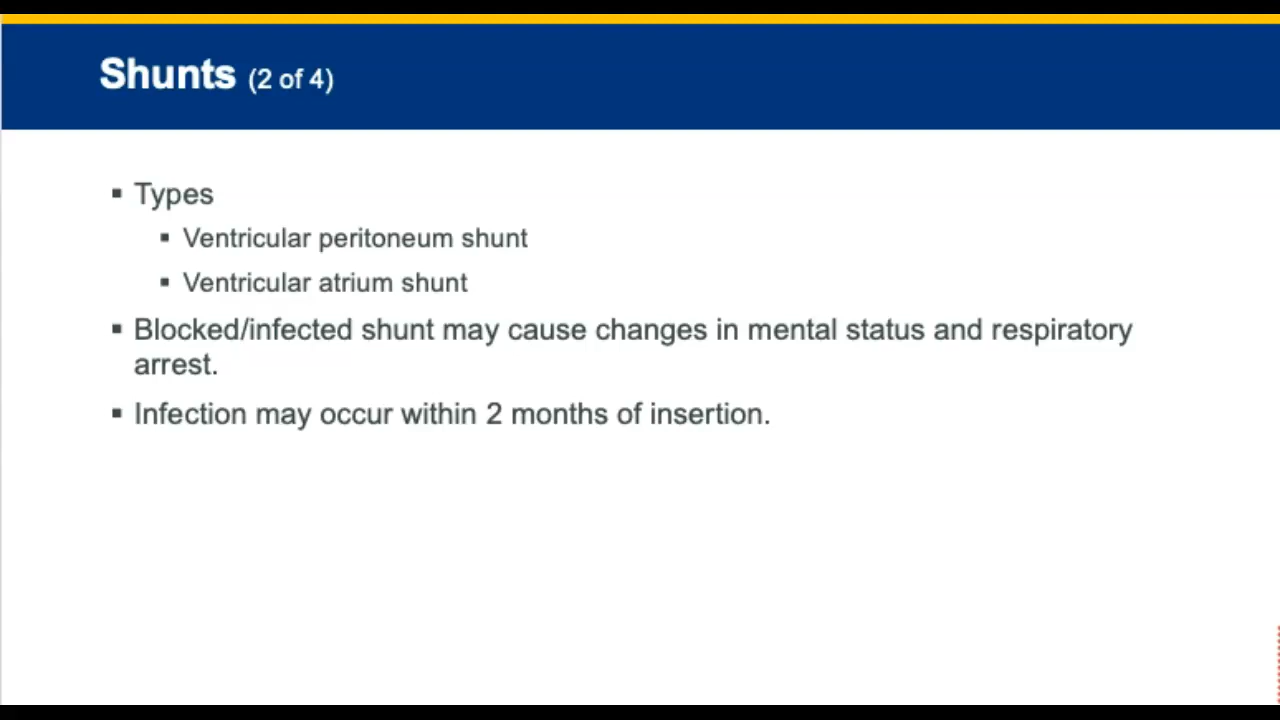 Shunts (2 of 4)
▪ Types
▪ Ventricular peritoneum shunt
▪ Ventricular atrium shunt
▪ Blocked/infected shunt may cause changes in mental status and respiratory
arrest.
▪ Infection may occur within 2 months of insertion.